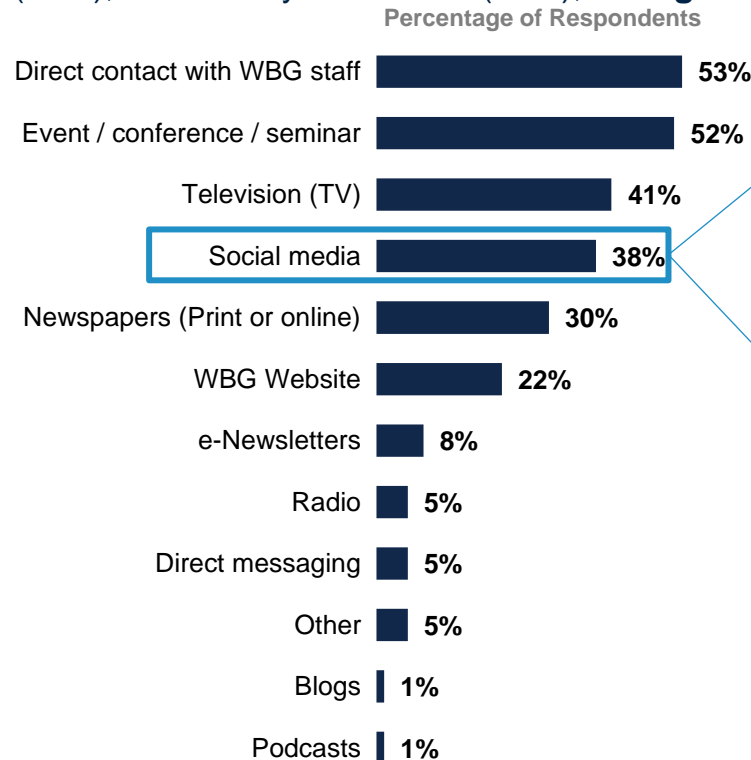 Percentage of Respondents
Direct contact with WBG staff 53%
Event / conference / seminar 52%
Television (TV) 41%
Social media 38%
Newspapers (Print or online) 30%
WBG Website 22%
e-Newsletters 8%
Radio 5%
Direct messaging 5%
Other 5%
Blogs 1%
Podcasts 1%